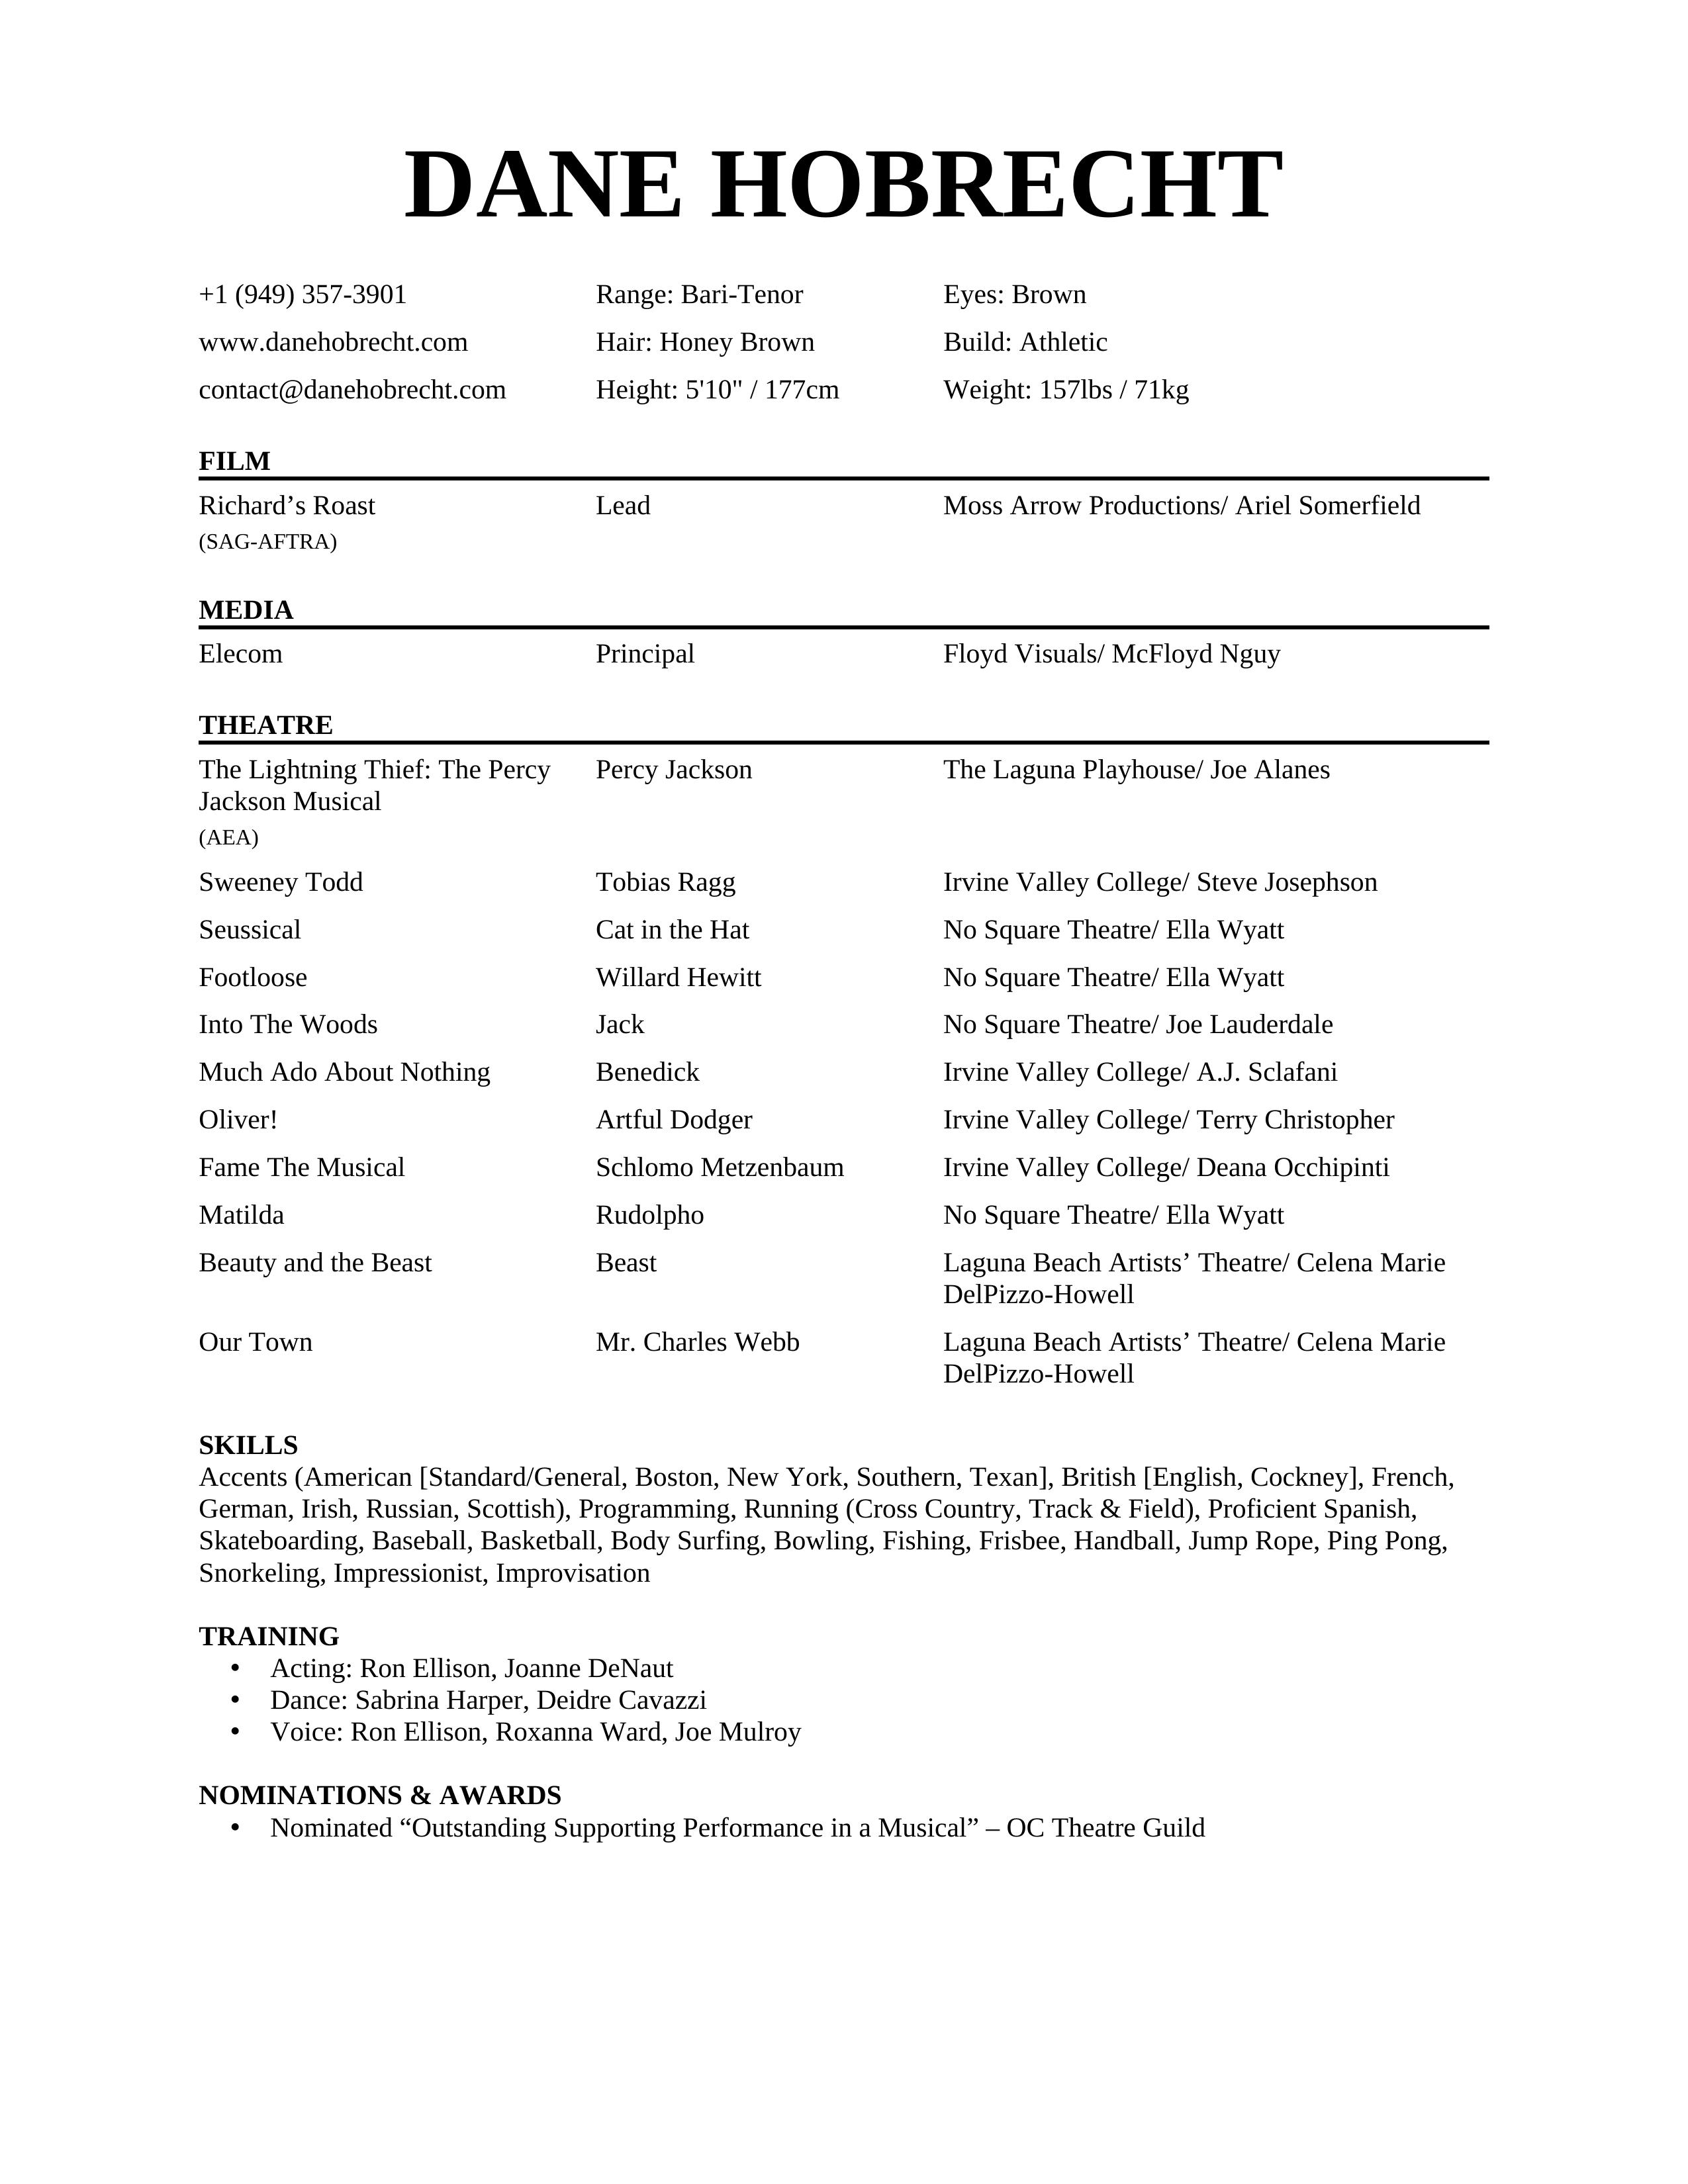 DANE HOBRECHT
+1 (949) 357-3901 Range: Bari-Tenor Eyes: Brown
www.danehobrecht.com Hair: Honey Brown Build: Athletic
contact@danehobrecht.com Height: 5'10" / 177cm Weight: 157lbs / 71kg
FILM
Richard’s Roast Lead Moss Arrow Productions/ Ariel Somerfield
(SAG-AFTRA)
MEDIA
Elecom Principal Floyd Visuals/ McFloyd Nguy
THEATRE
The Lightning Thief: The Percy Percy Jackson The Laguna Playhouse/ Joe Alanes
Jackson Musical
(AEA)
Sweeney Todd Tobias Ragg Irvine Valley College/ Steve Josephson
Seussical Cat in the Hat No Square Theatre/ Ella Wyatt
Footloose Willard Hewitt No Square Theatre/ Ella Wyatt
Into The Woods Jack No Square Theatre/ Joe Lauderdale
Much Ado About Nothing Benedick Irvine Valley College/ A.J. Sclafani
Oliver! Artful Dodger Irvine Valley College/ Terry Christopher
Fame The Musical Schlomo Metzenbaum Irvine Valley College/ Deana Occhipinti
Matilda Rudolpho No Square Theatre/ Ella Wyatt
Beauty and the Beast Beast Laguna Beach Artists’ Theatre/ Celena Marie
DelPizzo-Howell
Our Town Mr. Charles Webb Laguna Beach Artists’ Theatre/ Celena Marie
DelPizzo-Howell
SKILLS
Accents (American [Standard/General, Boston, New York, Southern, Texan], British [English, Cockney], French,
German, Irish, Russian, Scottish), Programming, Running (Cross Country, Track & Field), Proficient Spanish,
Skateboarding, Baseball, Basketball, Body Surfing, Bowling, Fishing, Frisbee, Handball, Jump Rope, Ping Pong,
Snorkeling, Impressionist, Improvisation
TRAINING
• Acting: Ron Ellison, Joanne DeNaut
• Dance: Sabrina Harper, Deidre Cavazzi
• Voice: Ron Ellison, Roxanna Ward, Joe Mulroy
NOMINATIONS & AWARDS
• Nominated “Outstanding Supporting Performance in a Musical” – OC Theatre Guild